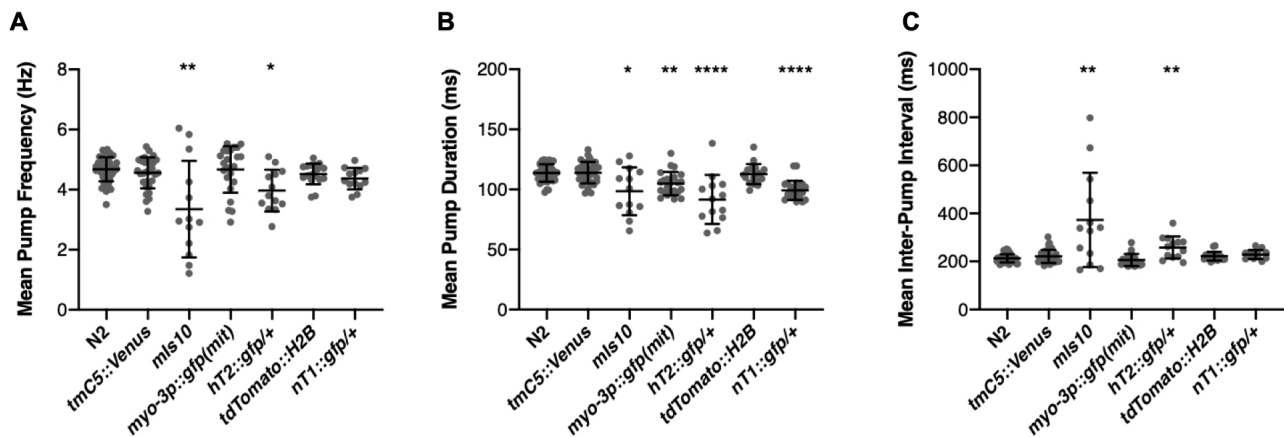 A
B
C
Mean Pump Frequency (Hz)
8
6
4
2
0
** *
N2
tmC5::Venus
mIs10
myo-3p::gfp(mit)
hT2::gfp/+
tdTomato::H2B
nT1::gfp/+
Mean Pump Duration (ms)
200
150
100
50
0
* ** **** ****
N2
tmC5::Venus
mIs10
myo-3p::gfp(mit)
hT2::gfp/+
tdTomato::H2B
nT1::gfp/+
Mean Inter-Pump Interval (ms)
1000
800
600
400
200
0
** **
N2
tmC5::Venus
mIs10
myo-3p::gfp(mit)
hT2::gfp/+
tdTomato::H2B
nT1::gfp/+